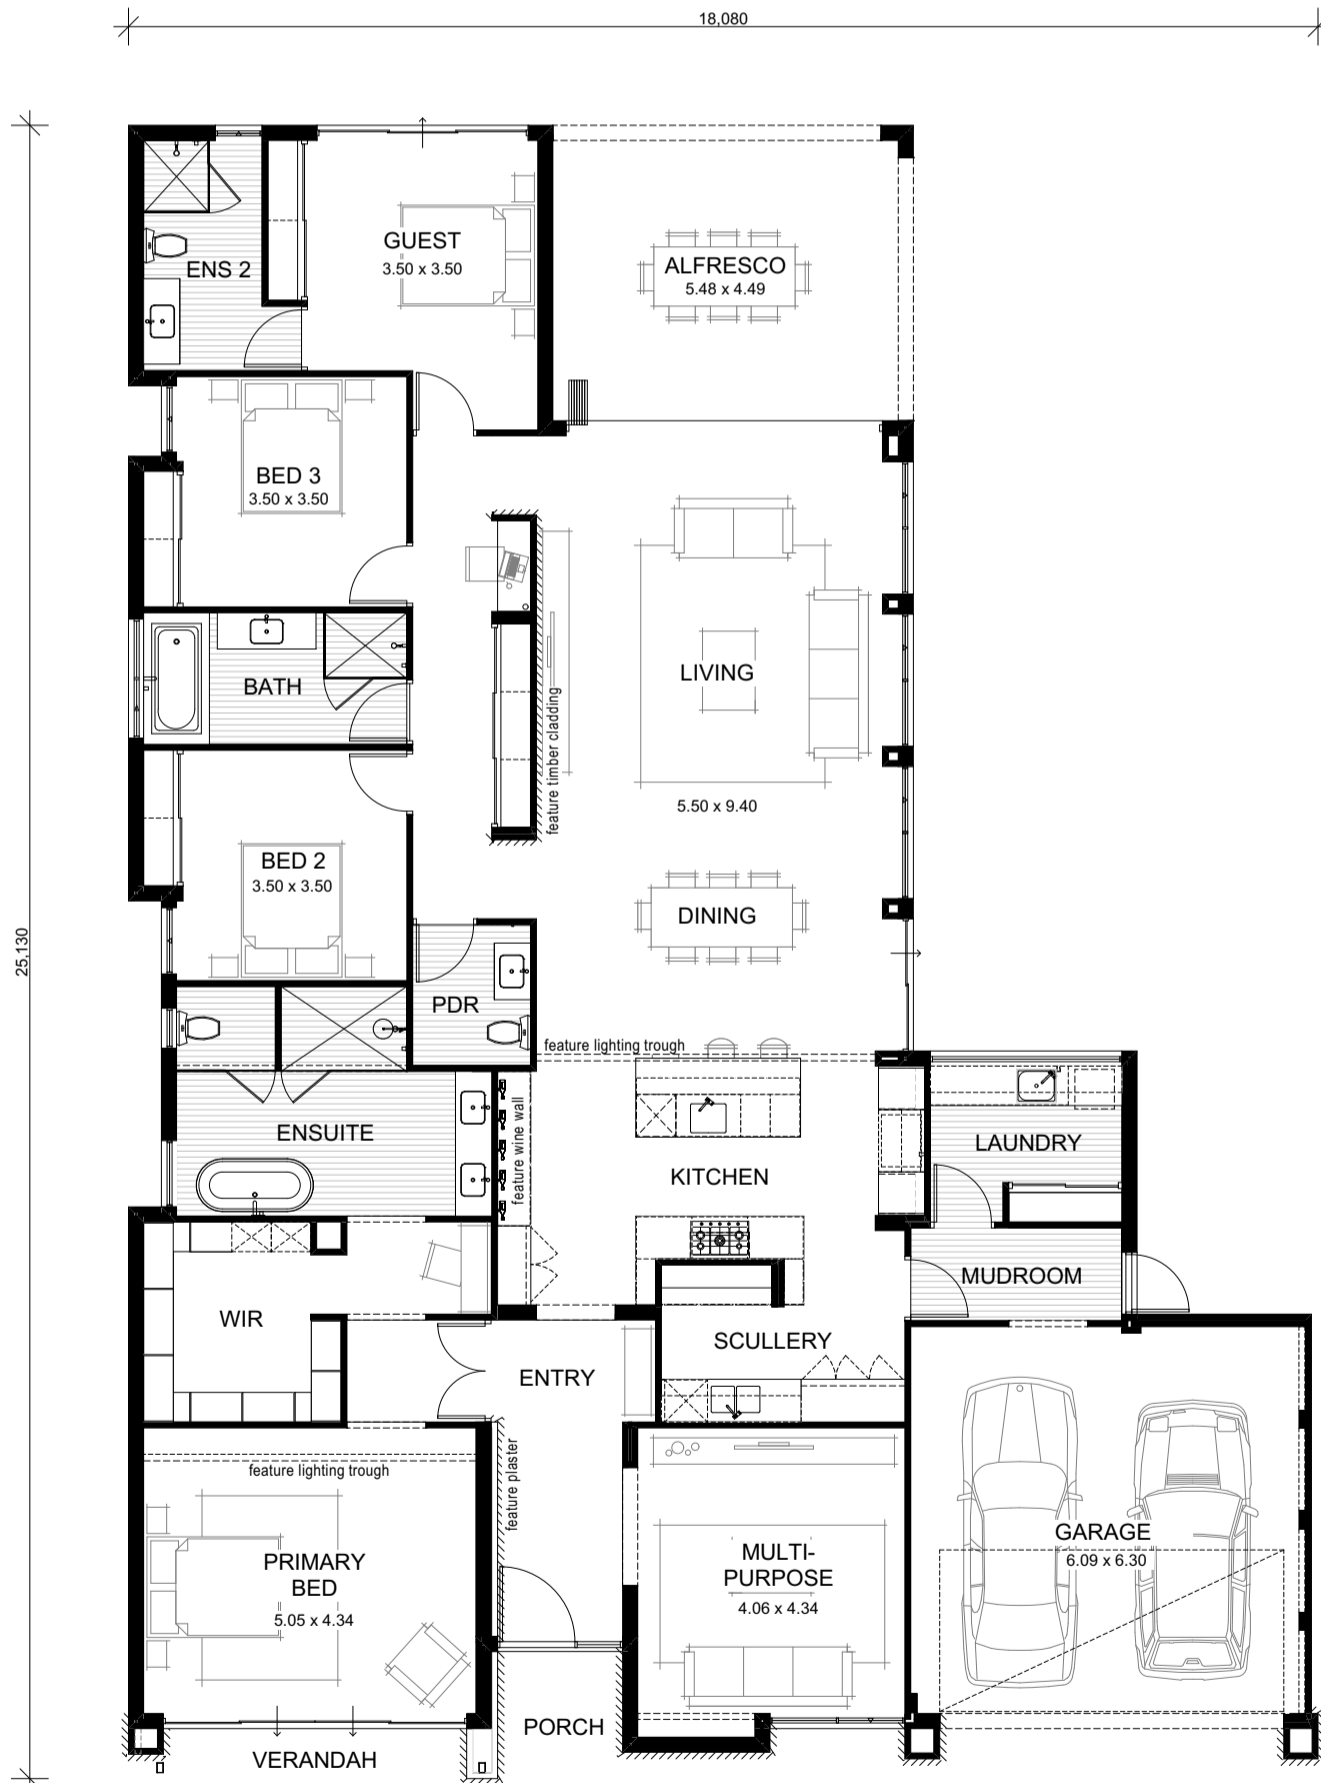 18,080
25,130
GUEST
3.50 x 3.50
ENS 2
ALFRESCO
5.48 x 4.49
BED 3
3.50 x 3.50
BATH
LIVING
feature timber cladding
5.50 x 9.40
BED 2
3.50 x 3.50
DINING
PDR
feature lighting trough
feature wine wall
ENSUITE
LAUNDRY
KITCHEN
MUDROOM
WIR
SCULLERY
ENTRY
feature lighting trough
feature plaster
PRIMARY
BED
5.05 x 4.34
MULTI-
PURPOSE
4.06 x 4.34
GARAGE
6.09 x 6.30
PORCH
VERANDAH